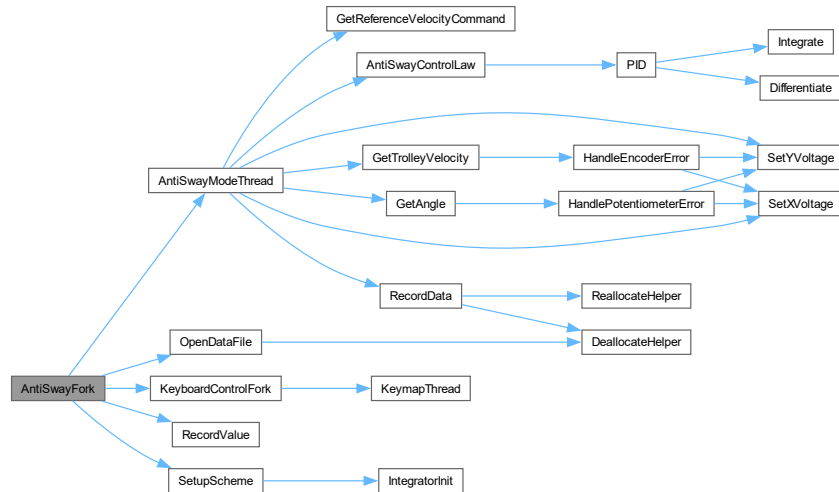 GetReferenceVelocityCommand
Integrate
AntiSwayControlLaw
PID
Differentiate
GetTrolleyVelocity
HandleEncoderError
SetYVoltage
AntiSwayModeThread
GetAngle
HandlePotentiometerError
SetXVoltage
RecordData
ReallocateHelper
OpenDataFile
DeallocateHelper
AntiSwayFork
KeyboardControlFork
KeymapThread
RecordValue
SetupScheme
IntegratorInit